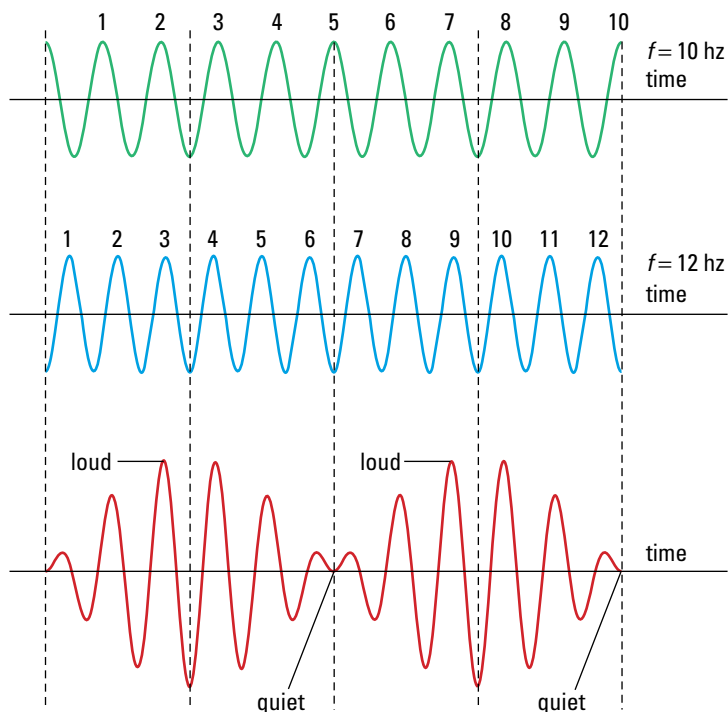 1 2 3 4 5 6 7 8 9 10
f = 10 hz
time
1 2 3 4 5 6 7 8 9 10 11 12
f = 12 hz
time
loud loud
time
quiet quiet